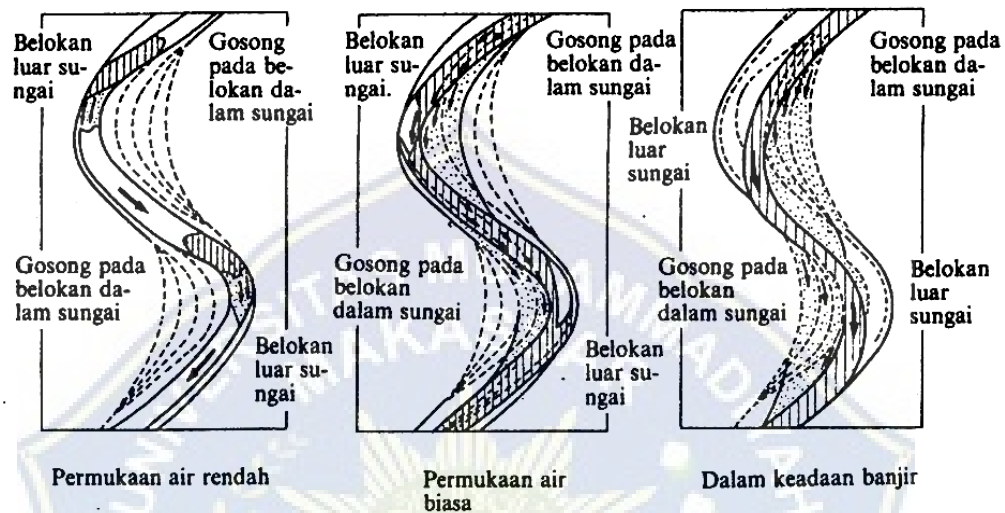 Belokan
luar su-
ngai
Gosong
pada be-
lokan da-
lam sungai
Gosong pada
belokan da-
lam sungai
Belokan
luar su-
ngai
Permukaan air rendah
Belokan
luar su-
ngai.
Gosong pada
belokan da-
lam sungai
Gosong pada
belokan
dalam sungai
Belokan
luar su-
ngai
Permukaan air
biasa
Gosong pada
belokan da-
lam sungai
Belokan
luar
sungai
Gosong pada
belokan
dalam sungai
Belokan
luar
sungai
Dalam keadaan banjir